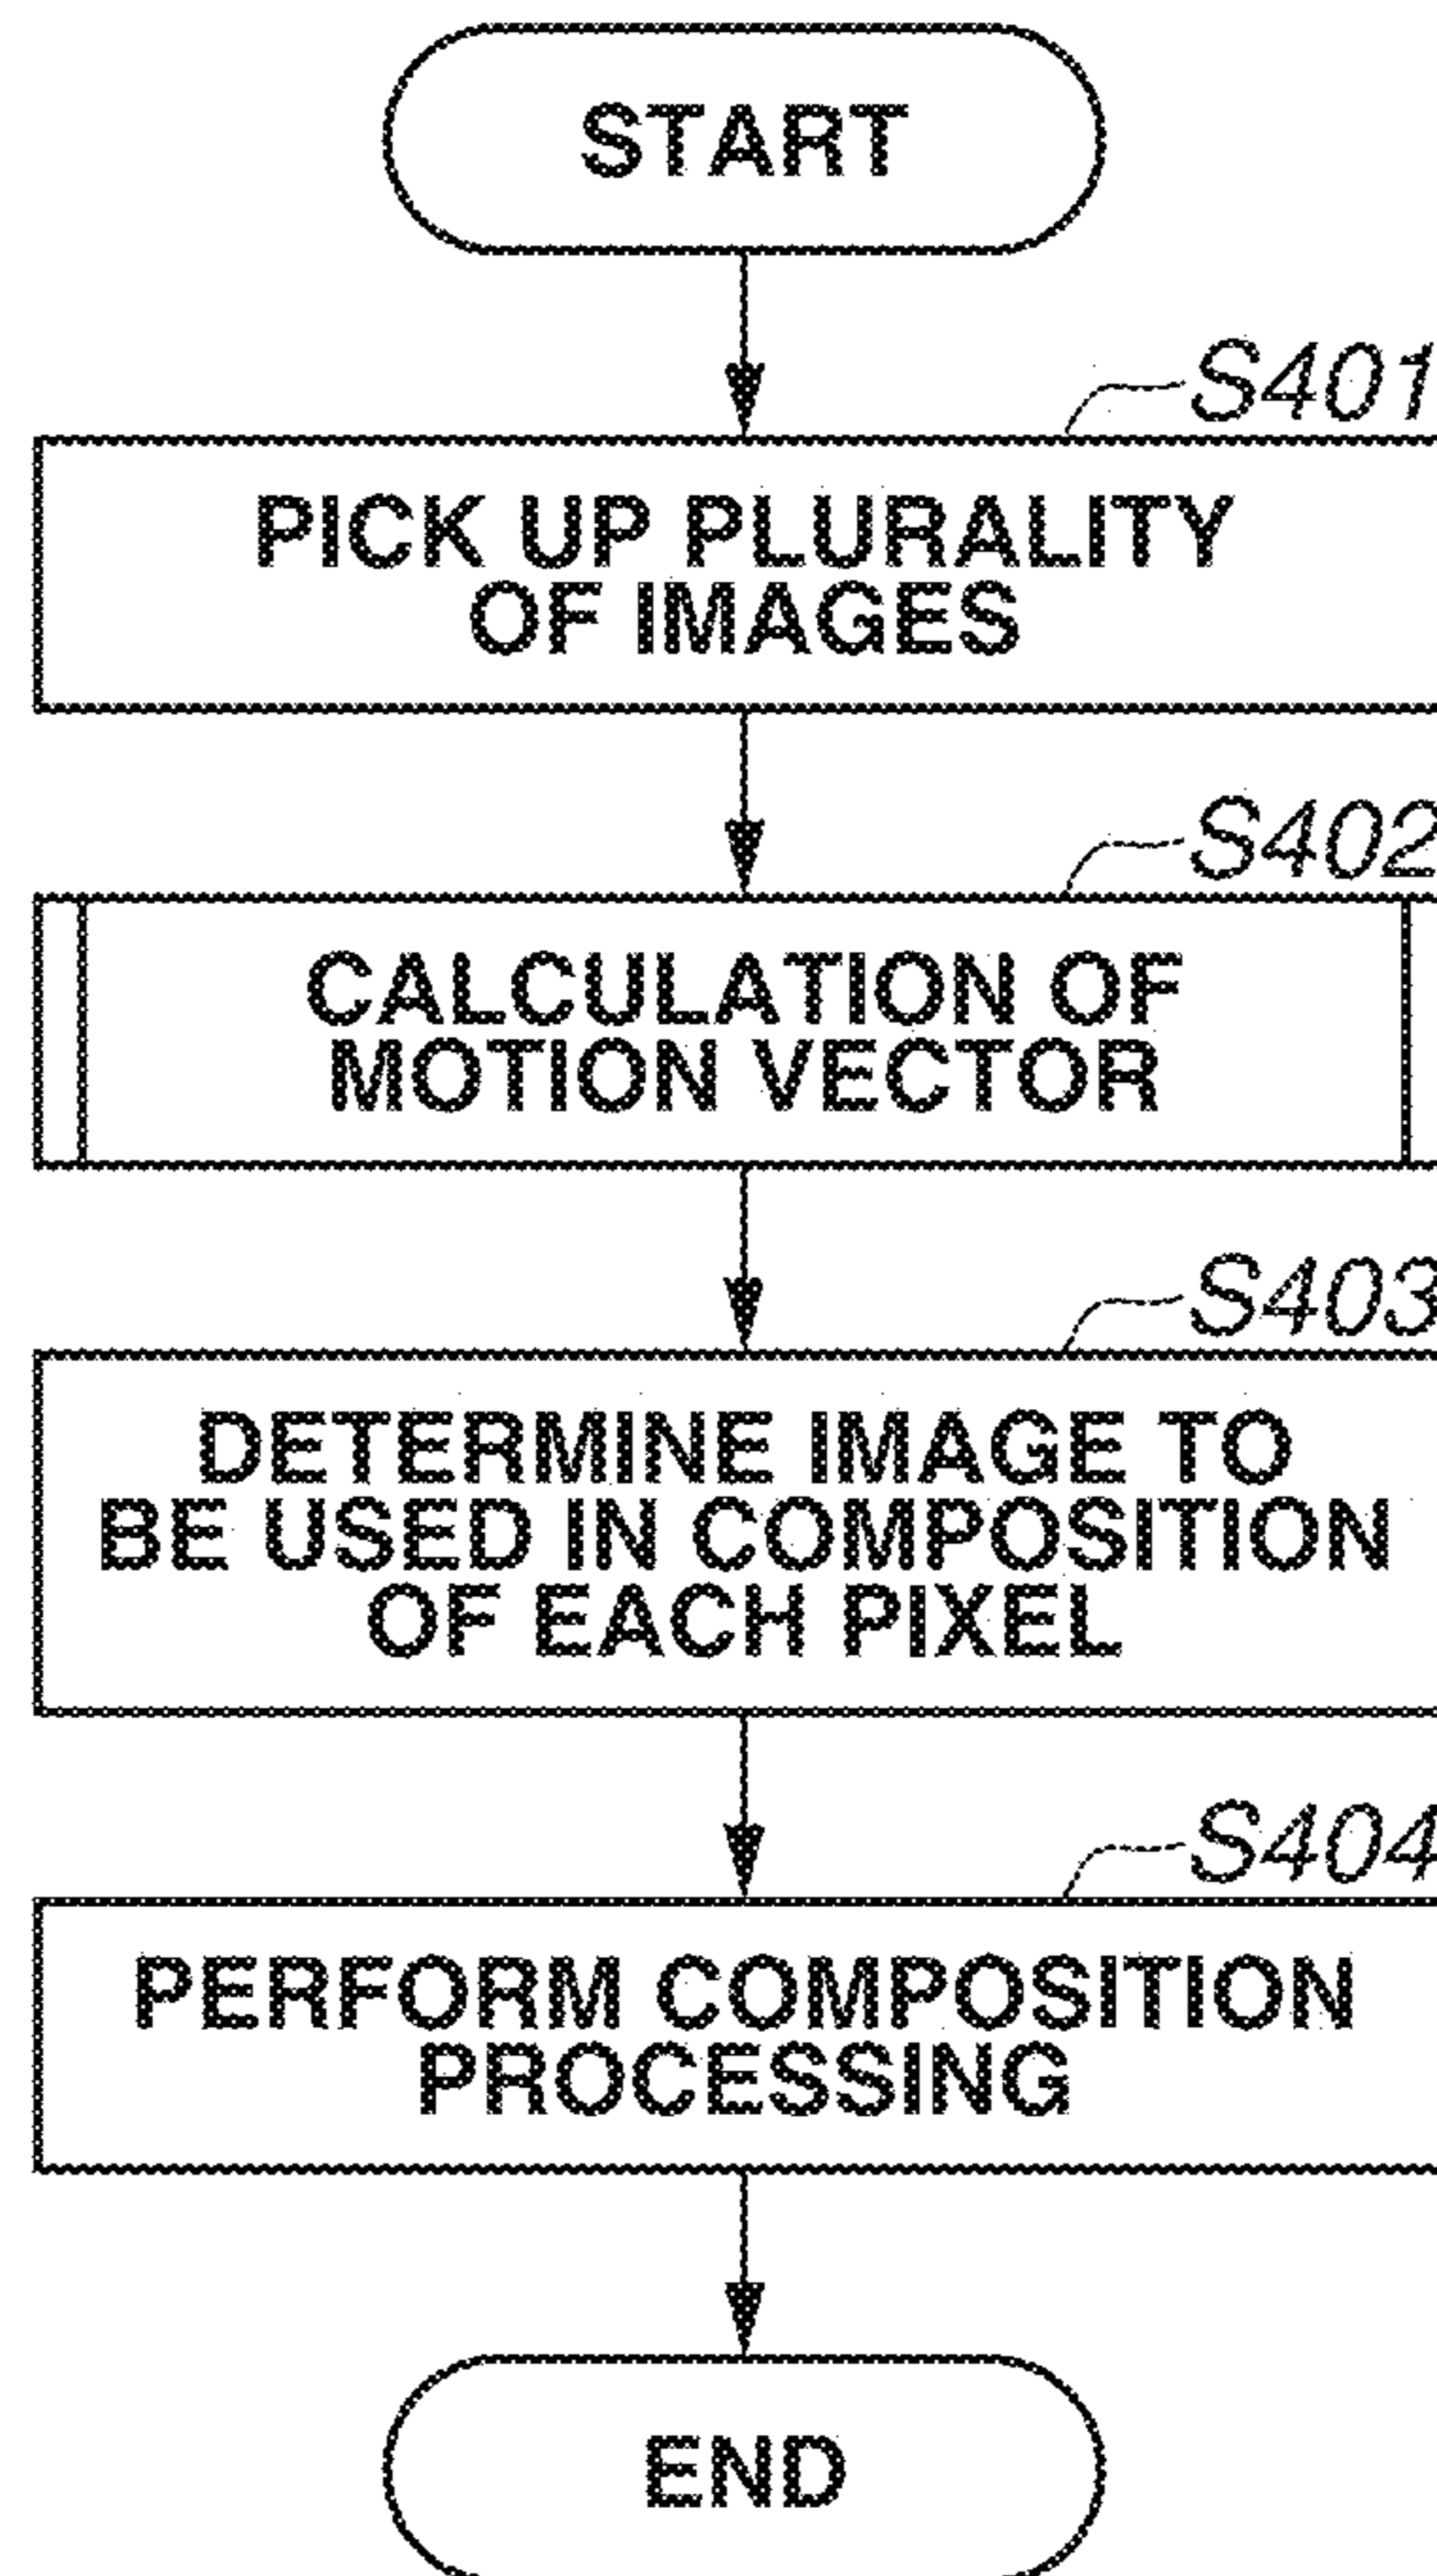 START
S401
PICK UP PLURALITY
OF IMAGES
S402
CALCULATION OF
MOTION VECTOR
S403
DETERMINE IMAGE TO
BE USED IN COMPOSITION
OF EACH PIXEL
S404
PERFORM COMPOSITION
PROCESSING
END